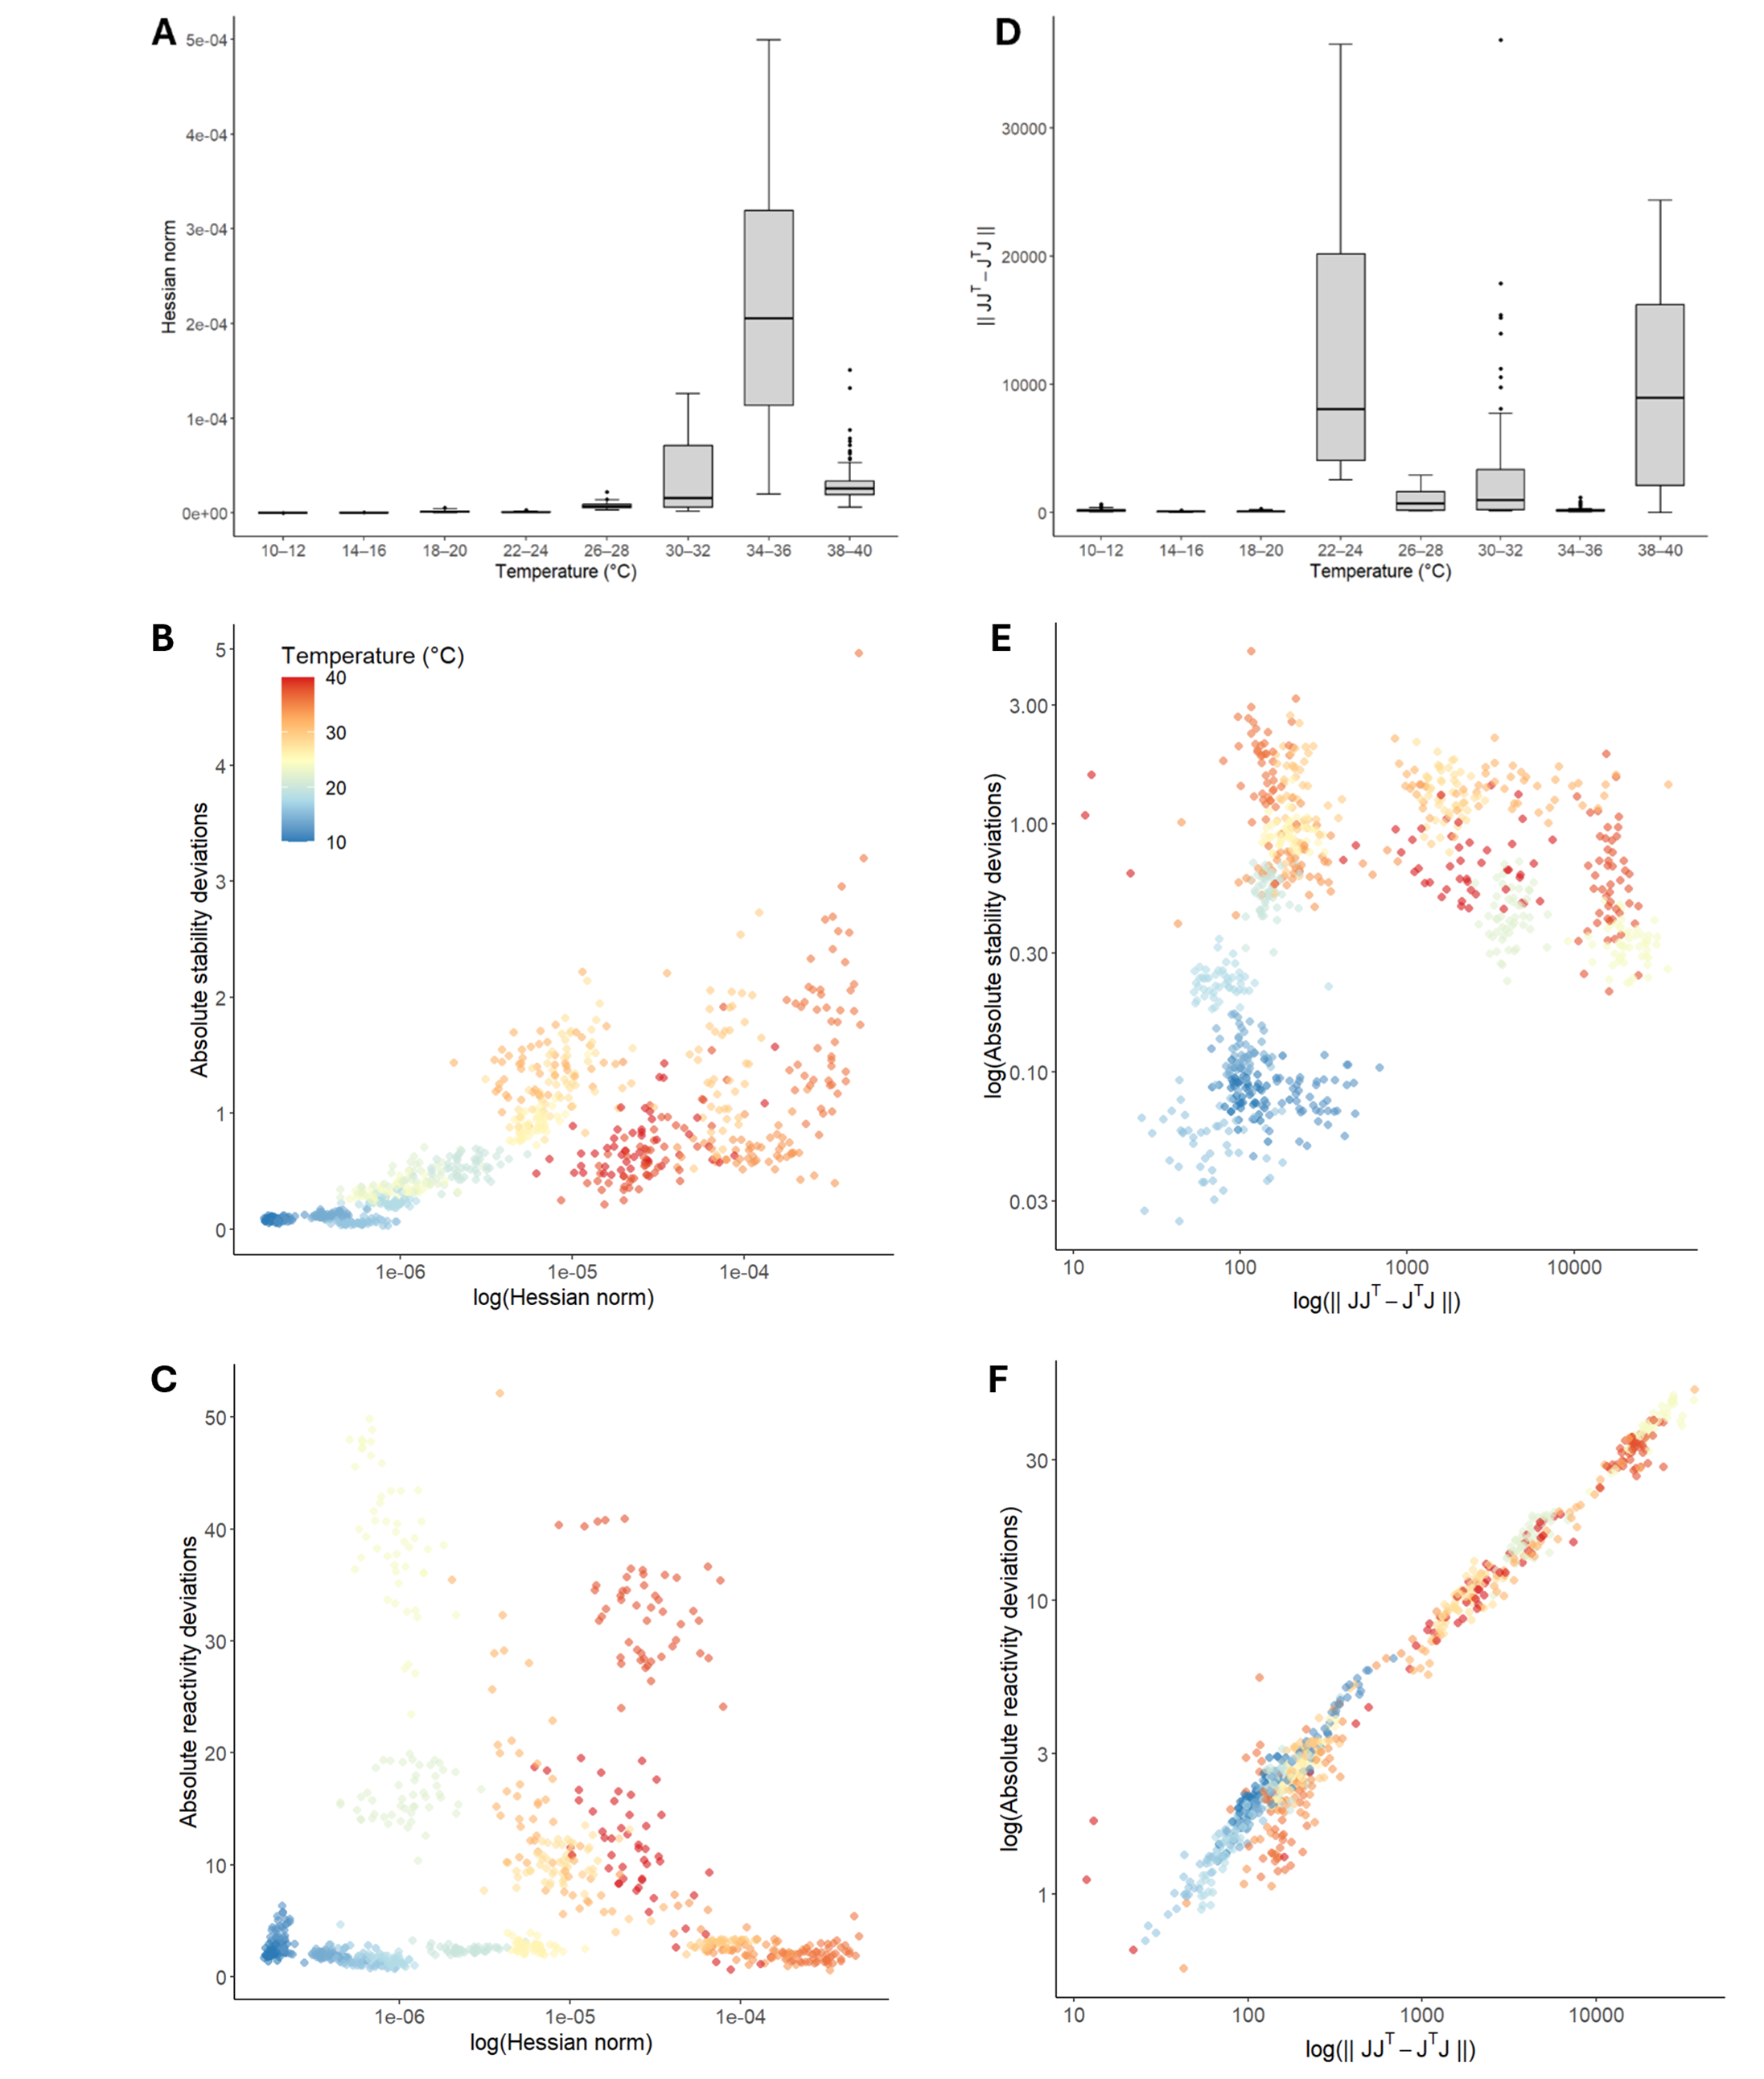 A
5e-04
4e-04
3e-04
2e-04
1e-04
0e+00
Hessian norm
10–12 14–16 18–20 22–24 26–28 30–32 34–36 38–40
Temperature (°C)
D
30000
20000
10000
0
|| JJᵀ – JᵀJ ||
10–12 14–16 18–20 22–24 26–28 30–32 34–36 38–40
Temperature (°C)
B
Temperature (°C)
40
30
20
10
5
4
3
2
1
0
Absolute stability deviations
1e-06 1e-05 1e-04
log(Hessian norm)
E
3.00
1.00
0.30
0.10
0.03
log(Absolute stability deviations)
10 100 1000 10000
log(|| JJᵀ – JᵀJ ||)
C
50
40
30
20
10
0
Absolute reactivity deviations
1e-06 1e-05 1e-04
log(Hessian norm)
F
30
10
3
1
log(Absolute reactivity deviations)
10 100 1000 10000
log(|| JJᵀ – JᵀJ ||)